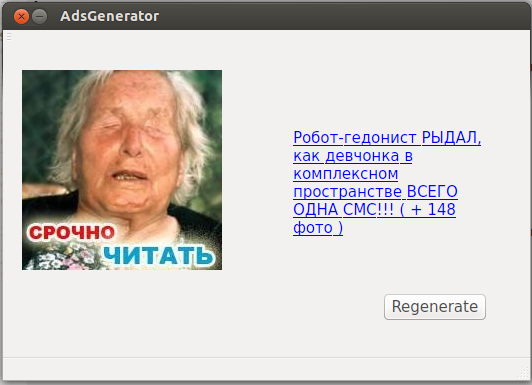 AdsGenerator
СРОЧНО
ЧИТАТЬ
Робот-гедонист РЫДАЛ,
как девчонка в
комплексном
пространстве ВСЕГО
ОДНА СМС!!! ( + 148
фото )
Regenerate